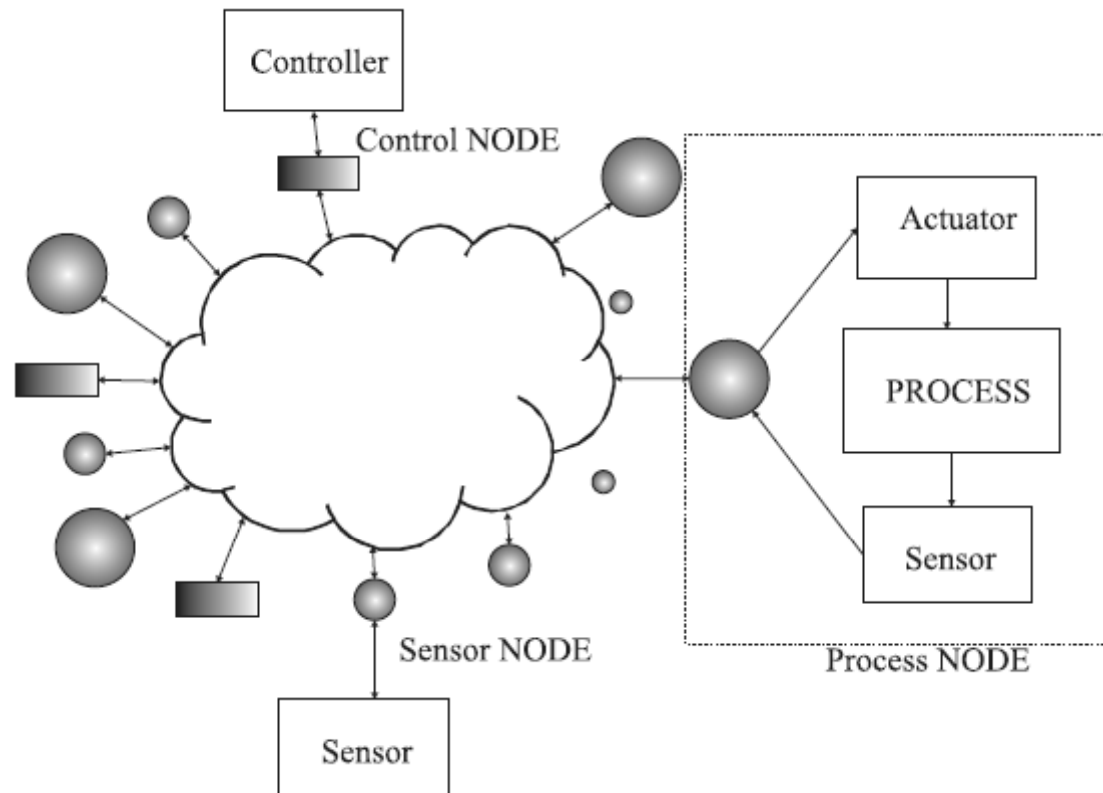 Controller
Control NODE
Actuator
PROCESS
Sensor
Sensor NODE
Process NODE
Sensor